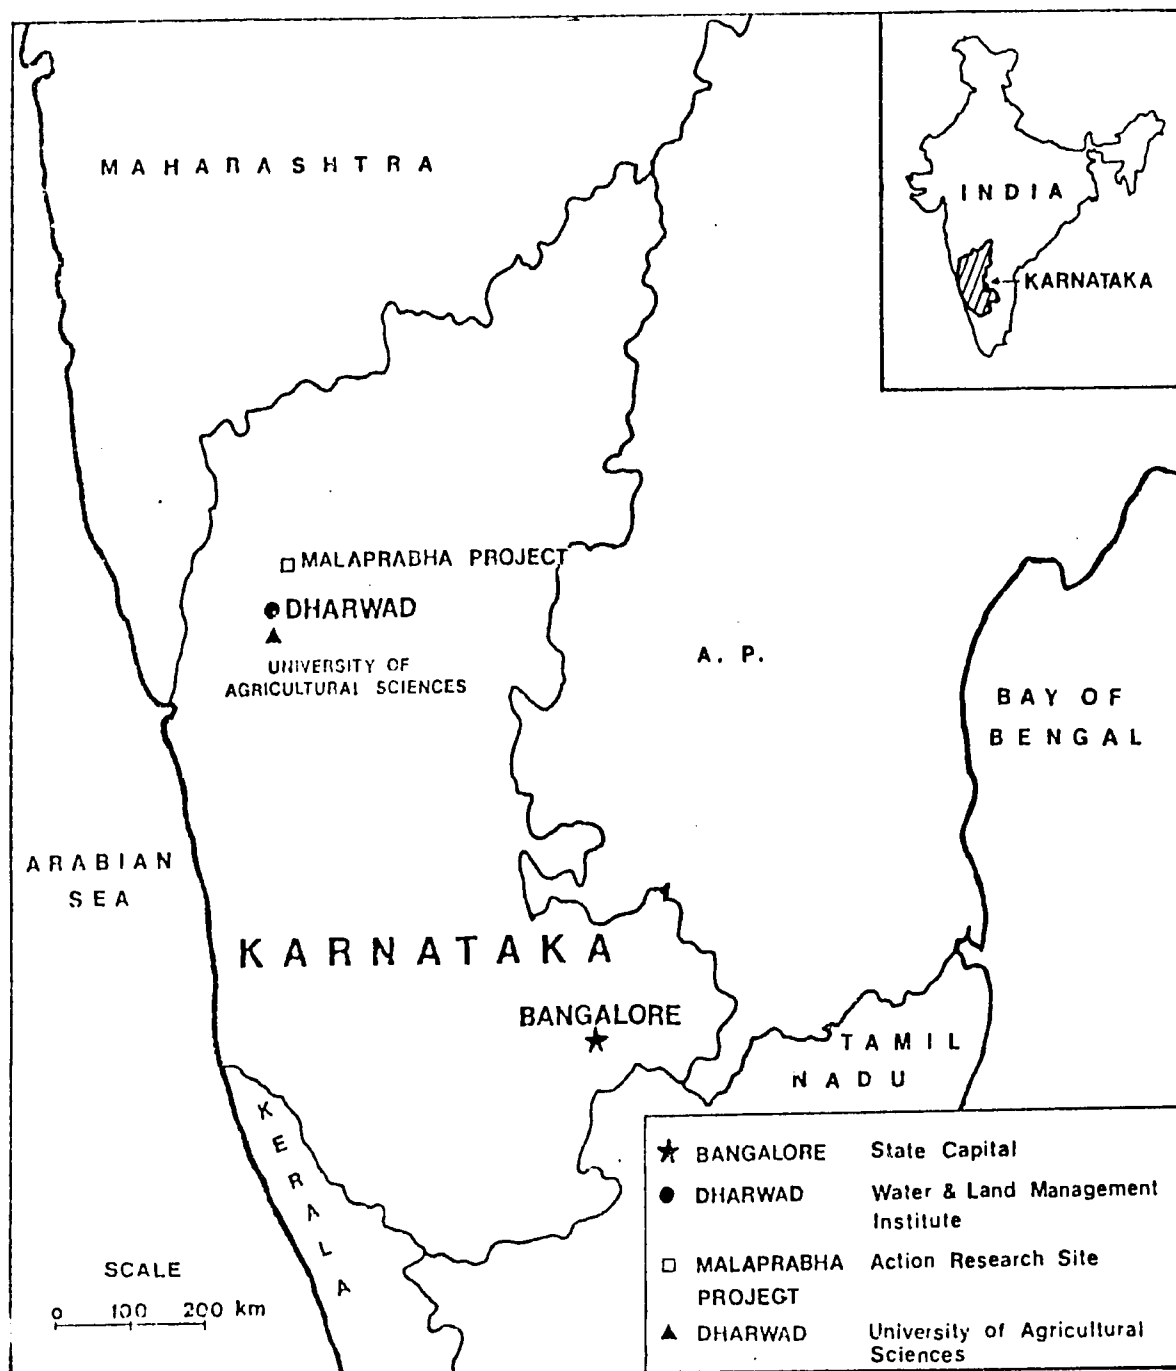 MAHARASHTRA
INDIA
KARNATAKA
MALAPRABHA PROJECT
DHARWAD
UNIVERSITY OF
AGRICULTURAL SCIENCES
A. P.
BAY OF
BENGAL
ARABIAN
SEA
KARNATAKA
BANGALORE
TAMIL
NADU
KERALA
SCALE
0 100 200 km
BANGALORE State Capital
DHARWAD Water & Land Management
Institute
MALAPRABHA Action Research Site
PROJECT
DHARWAD University of Agricultural
Sciences